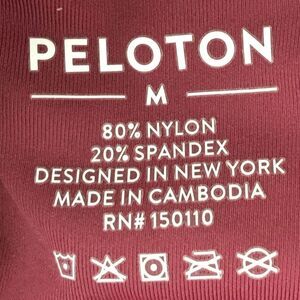 PELOTON
M
80% NYLON
20% SPANDEX
DESIGNED IN NEW YORK
MADE IN CAMBODIA
RN# 150110